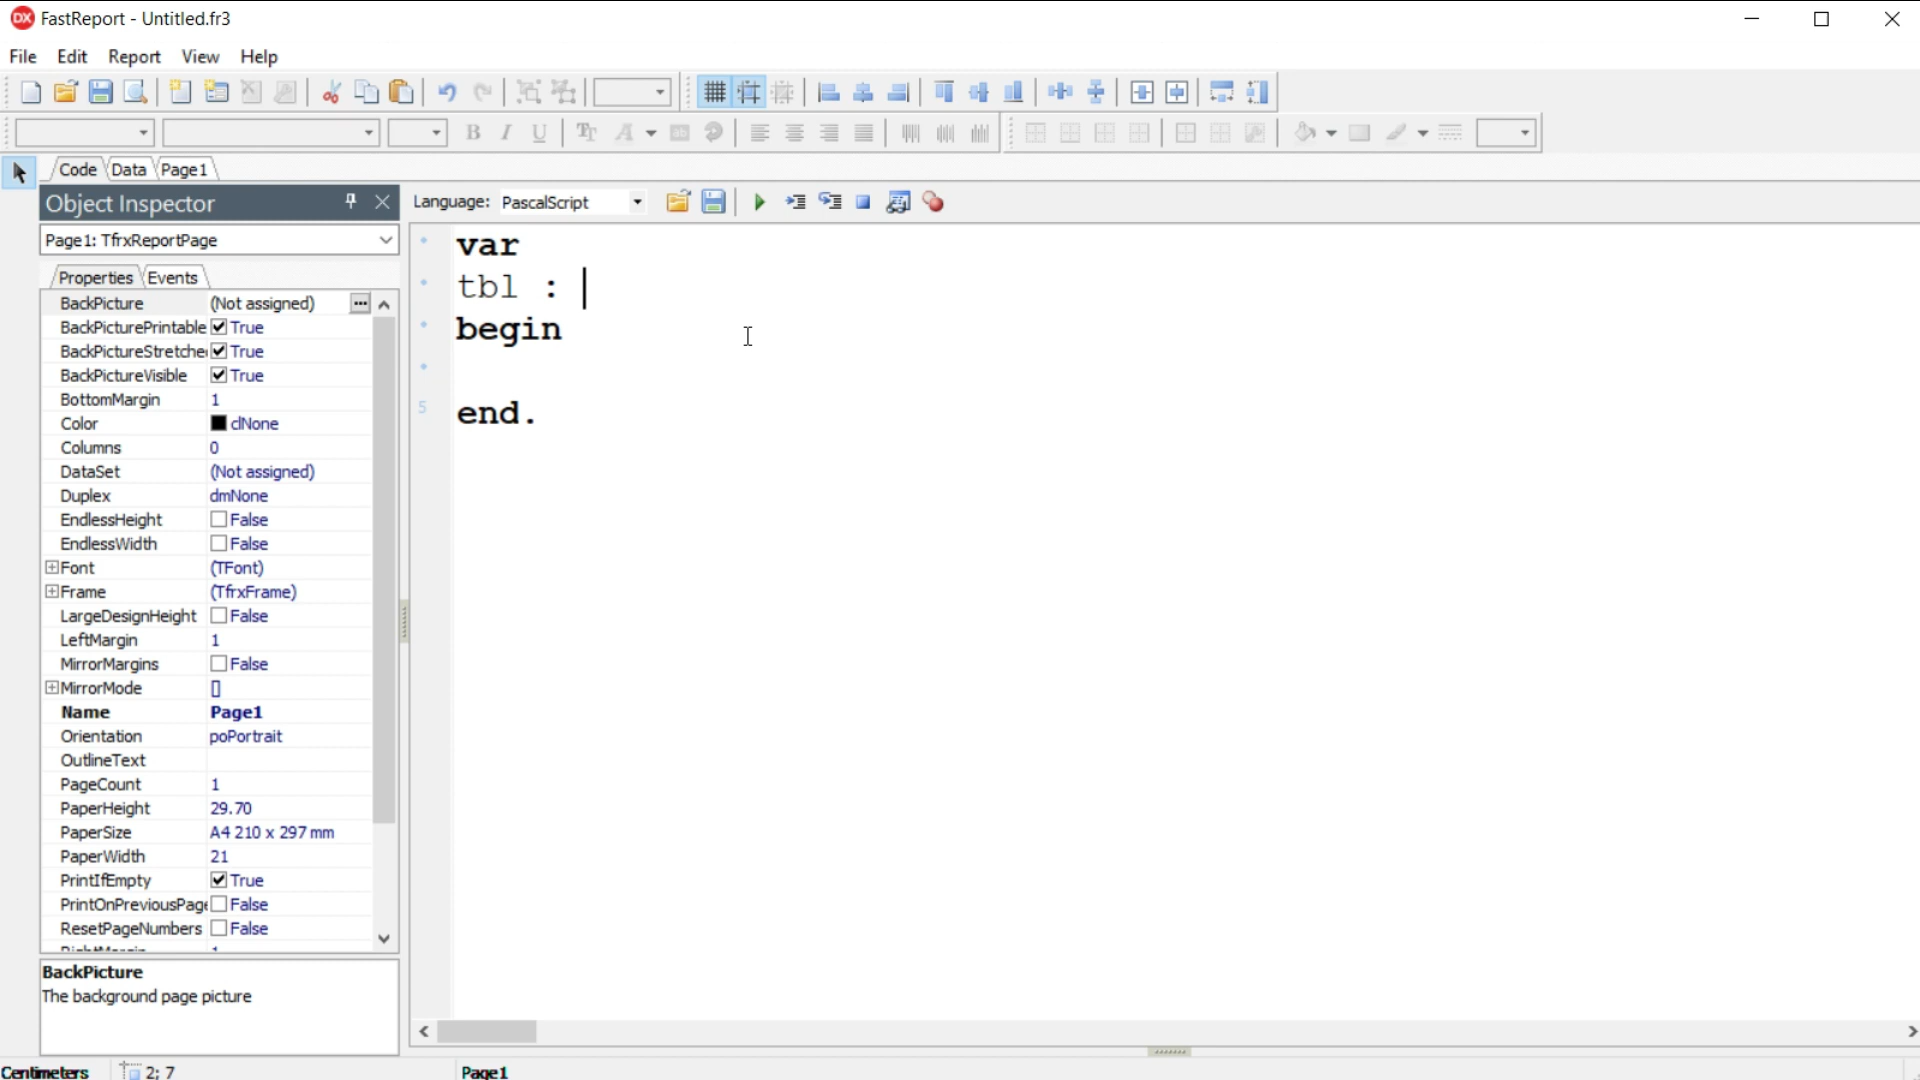 FastReport - Untitled.fr3
File Edit Report View Help
Code Data Page1
Object Inspector
Language: PascalScript
Page1: TfrxReportPage
Properties Events
BackPicture (Not assigned)
BackPicturePrintable True
BackPictureStretche True
BackPictureVisible True
BottomMargin 1
Color clNone
Columns 0
DataSet (Not assigned)
Duplex dmNone
EndlessHeight False
EndlessWidth False
Font (TFont)
Frame (TfrxFrame)
LargeDesignHeight False
LeftMargin 1
MirrorMargins False
MirrorMode []
Name Page1
Orientation poPortrait
OutlineText
PageCount 1
PaperHeight 29.70
PaperSize A4 210 x 297 mm
PaperWidth 21
PrintIfEmpty True
PrintOnPreviousPage False
ResetPageNumbers False
var
tbl :
begin
5 end.
BackPicture
The background page picture
Centimeters 2; 7 Page1